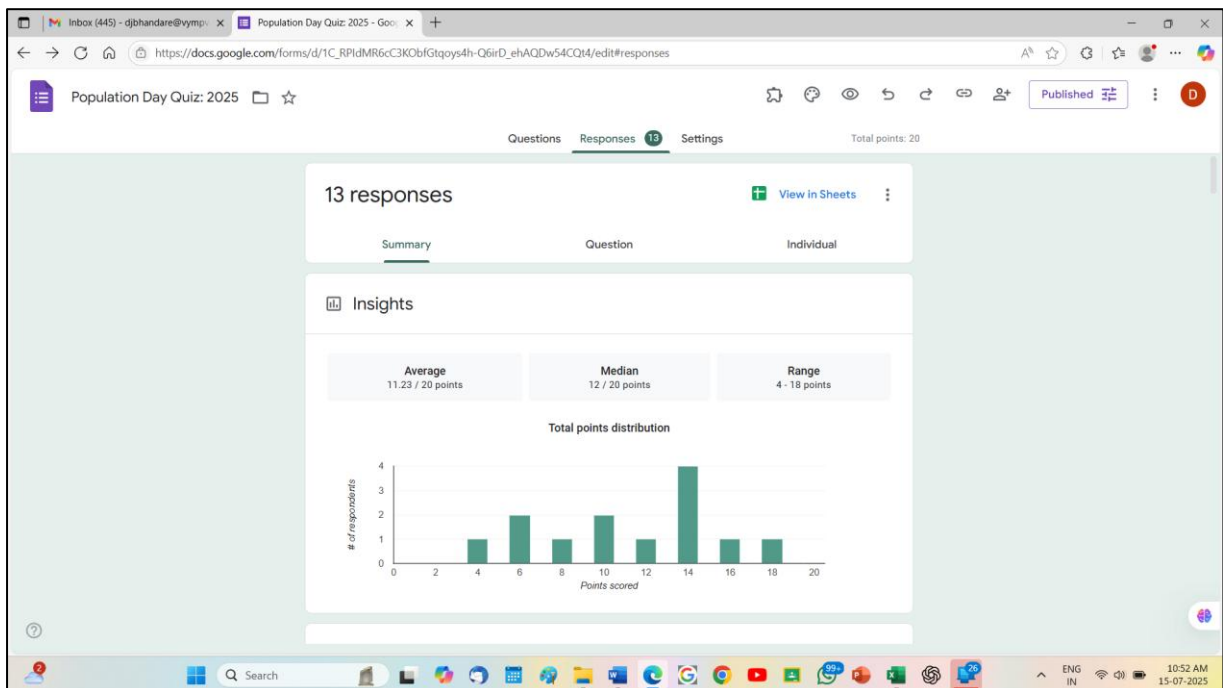 Inbox (445) - djbhandare@vymp
Population Day Quiz: 2025 - Goo
https://docs.google.com/forms/d/1C_RPIdMR6cC3KObfGtqoys4h-Q6irD_ehAQDw54CQt4/edit#responses
Population Day Quiz: 2025
Published
D
Questions Responses 13 Settings
Total points: 20
13 responses
View in Sheets
Summary Question Individual
Insights
Average Median Range
11.23 / 20 points 12 / 20 points 4 - 18 points
Total points distribution
# of respondents
4
3
2
1
0
0 2 4 6 8 10 12 14 16 18 20
Points scored
2
Search
99+
26
ENG
IN
10:52 AM
15-07-2025